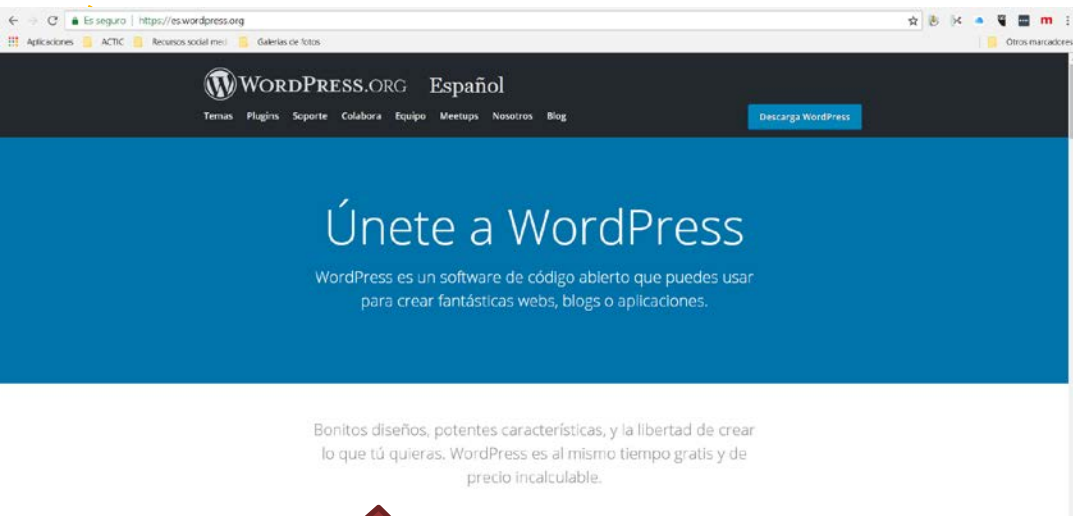 Es seguro | https://es.wordpress.org
Aplicaciones ACTIC Recursos social med Galerías de fotos Otros marcadores
WORDPRESS.ORG Español
Temas Plugins Soporte Colabora Equipo Meetups Nosotros Blog Descarga WordPress
Únete a WordPress
WordPress es un software de código abierto que puedes usar
para crear fantásticas webs, blogs o aplicaciones.
Bonitos diseños, potentes características, y la libertad de crear
lo que tú quieras. WordPress es al mismo tiempo gratis y de
precio incalculable.